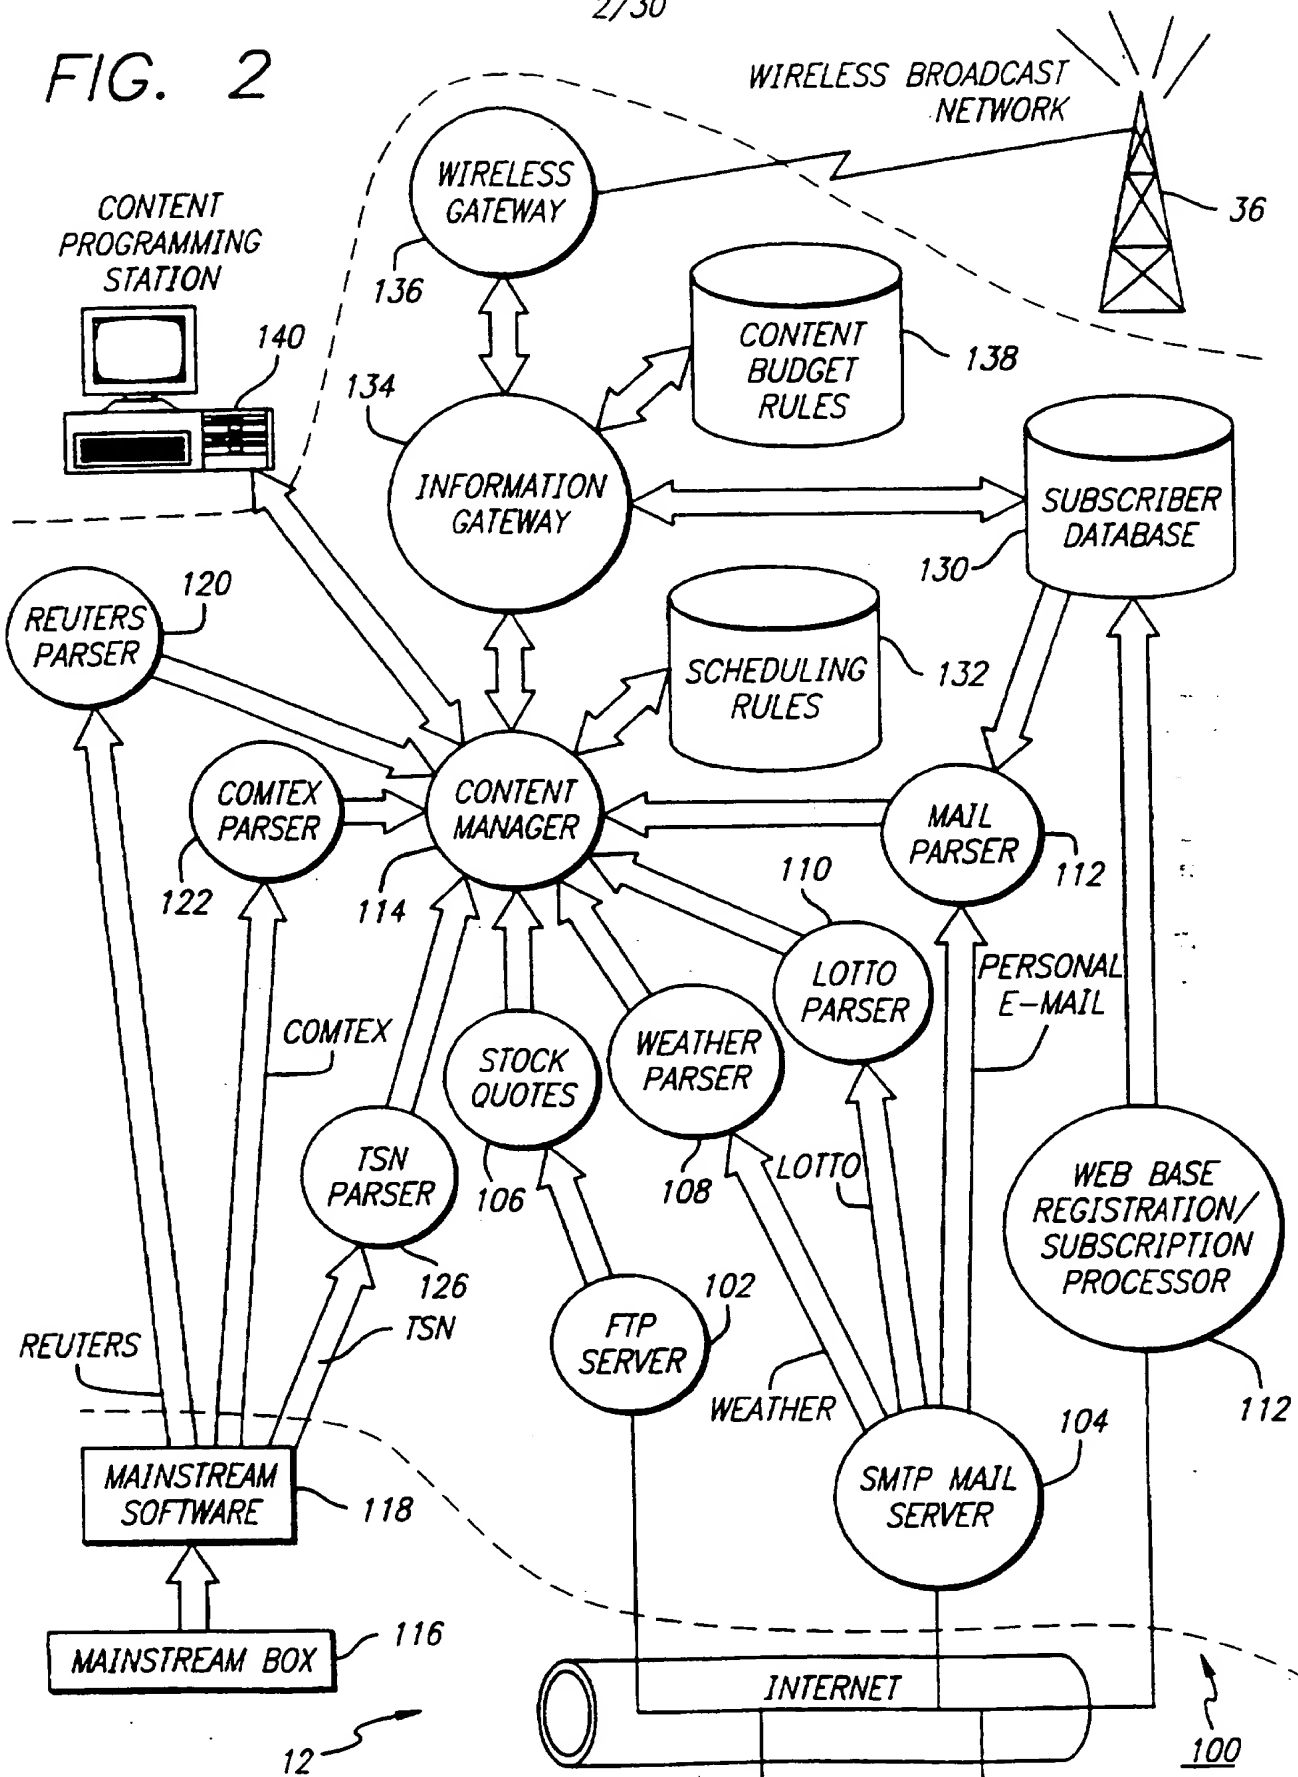 2/30
FIG. 2
WIRELESS BROADCAST
NETWORK
WIRELESS
GATEWAY
36
CONTENT
PROGRAMMING
STATION
136
CONTENT
BUDGET
RULES
138
140
134
INFORMATION
GATEWAY
SUBSCRIBER
DATABASE
130
120
REUTERS
PARSER
SCHEDULING
RULES
132
COMTEX
PARSER
122
CONTENT
MANAGER
114
MAIL
PARSER
112
110
LOTTO
PARSER
PERSONAL
E-MAIL
COMTEX
STOCK
QUOTES
106
WEATHER
PARSER
108
LOTTO
TSN
PARSER
126
WEB BASE
REGISTRATION/
SUBSCRIPTION
PROCESSOR
112
102
FTP
SERVER
TSN
REUTERS
WEATHER
104
SMTP MAIL
SERVER
MAINSTREAM
SOFTWARE
118
MAINSTREAM BOX
116
INTERNET
12
100